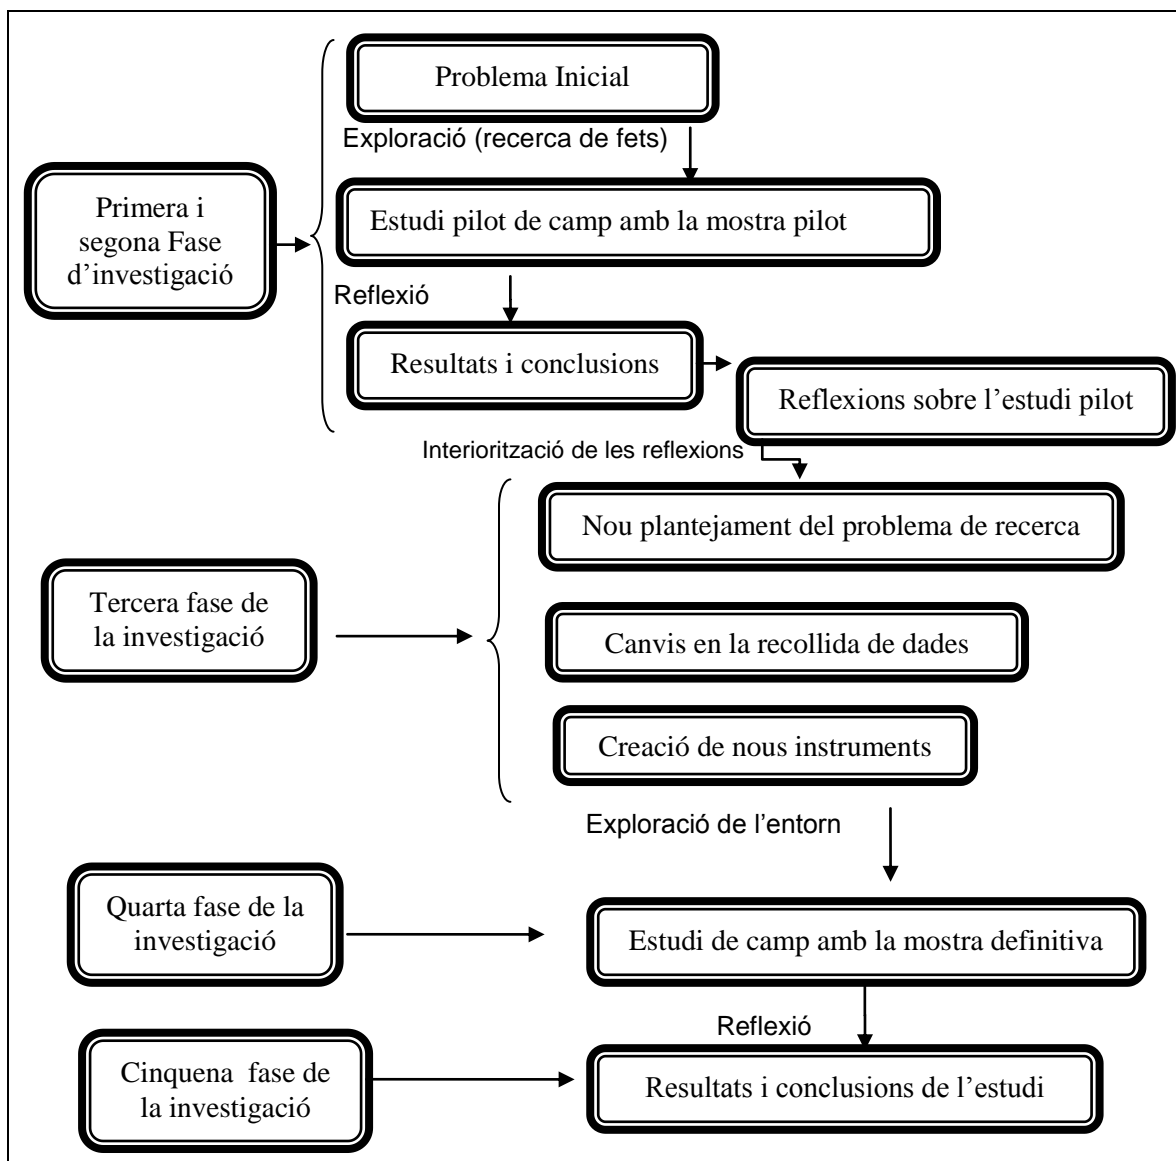 Problema Inicial
Exploració (recerca de fets)
Primera i
segona Fase
d’investigació
Estudi pilot de camp amb la mostra pilot
Reflexió
Resultats i conclusions
Reflexions sobre l’estudi pilot
Interiorització de les reflexions
Nou plantejament del problema de recerca
Tercera fase de
la investigació
Canvis en la recollida de dades
Creació de nous instruments
Exploració de l’entorn
Quarta fase de la
investigació
Estudi de camp amb la mostra definitiva
Reflexió
Cinquena fase de
la investigació
Resultats i conclusions de l’estudi